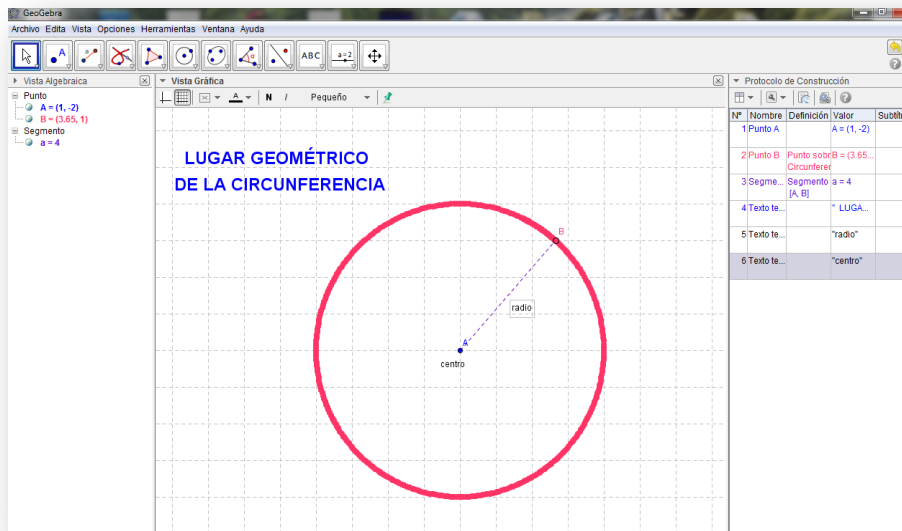 GeoGebra
Archivo Edita Vista Opciones Herramientas Ventana Ayuda
A
α
ABC
a=2
Vista Algebraica
Vista Gráfica
Protocolo de Construcción
A
N
I
Pequeño
Punto
A = (1, -2)
B = (3.65, 1)
Segmento
a = 4
LUGAR GEOMÉTRICO
DE LA CIRCUNFERENCIA
B
radio
A
centro
Nº Nombre Definición Valor Subtít
1 Punto A A = (1, -2)
2 Punto B Punto sobr B = (3.65...
Circunferer
3 Segme... Segmento a = 4
[A, B]
4 Texto te... " LUGA...
5 Texto te... "radio"
6 Texto te... "centro"